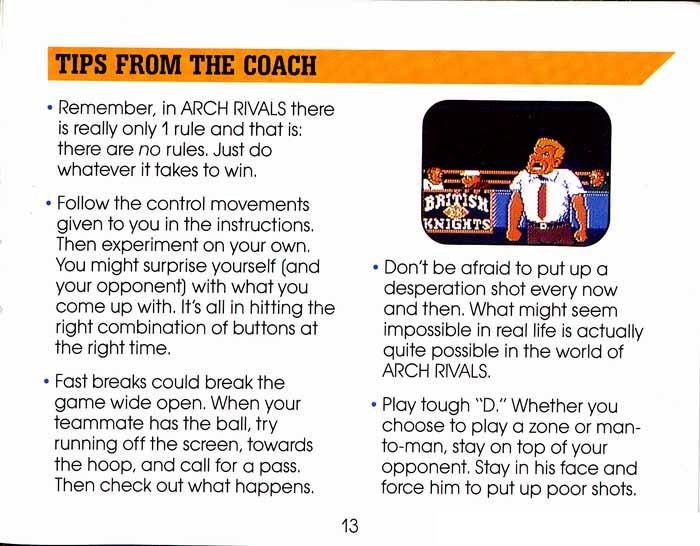 TIPS FROM THE COACH
• Remember, in ARCH RIVALS there
is really only 1 rule and that is:
there are no rules. Just do
whatever it takes to win.
• Follow the control movements
given to you in the instructions.
Then experiment on your own.
You might surprise yourself (and
your opponent) with what you
come up with. It's all in hitting the
right combination of buttons at
the right time.
• Fast breaks could break the
game wide open. When your
teammate has the ball, try
running off the screen, towards
the hoop, and call for a pass.
Then check out what happens.
BRITISH
KNIGHTS
• Don't be afraid to put up a
desperation shot every now
and then. What might seem
impossible in real life is actually
quite possible in the world of
ARCH RIVALS.
• Play tough "D." Whether you
choose to play a zone or man-
to-man, stay on top of your
opponent. Stay in his face and
force him to put up poor shots.
13